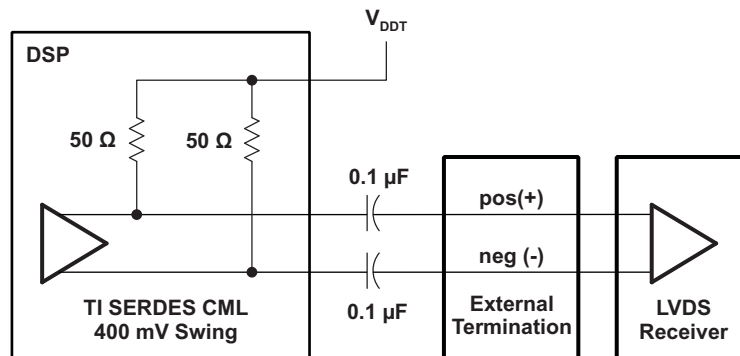 V_DDT
DSP
50 Ω
50 Ω
0.1 µF
pos(+)
neg (-)
0.1 µF
TI SERDES CML
400 mV Swing
External
Termination
LVDS
Receiver